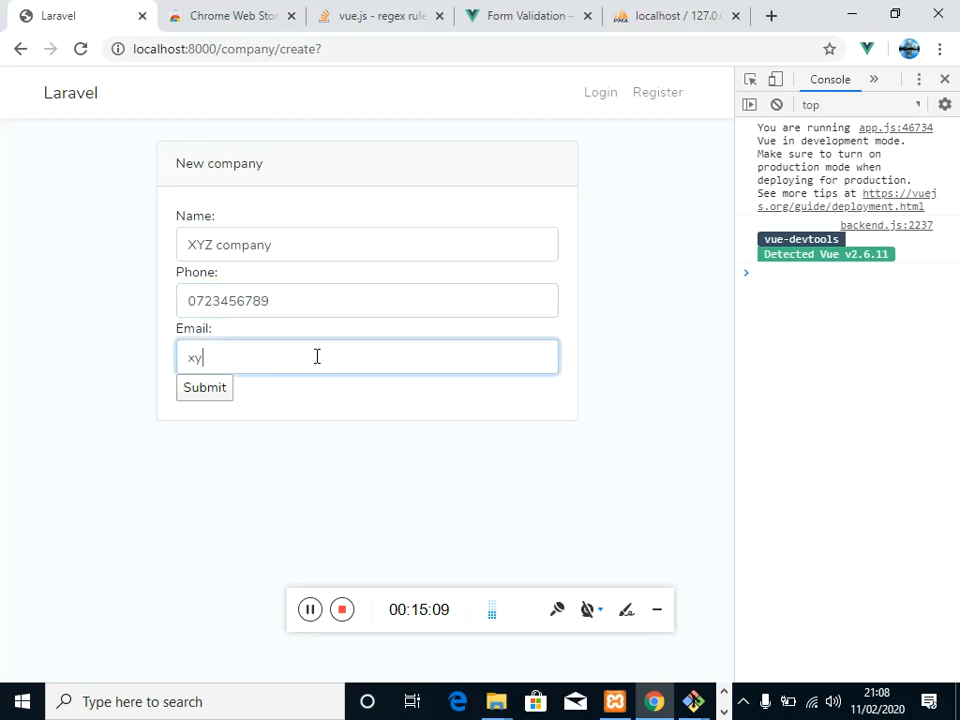 Laravel
Chrome Web Stor
vue.js - regex rule
Form Validation –
localhost / 127.0.0
localhost:8000/company/create?
Laravel
Login
Register
New company
Name:
XYZ company
Phone:
0723456789
Email:
xy
Submit
Console
top
You are running app.js:46734
Vue in development mode.
Make sure to turn on
production mode when
deploying for production.
See more tips at https://vuej
s.org/guide/deployment.html
backend.js:2237
vue-devtools
Detected Vue v2.6.11
00:15:09
Type here to search
21:08
11/02/2020